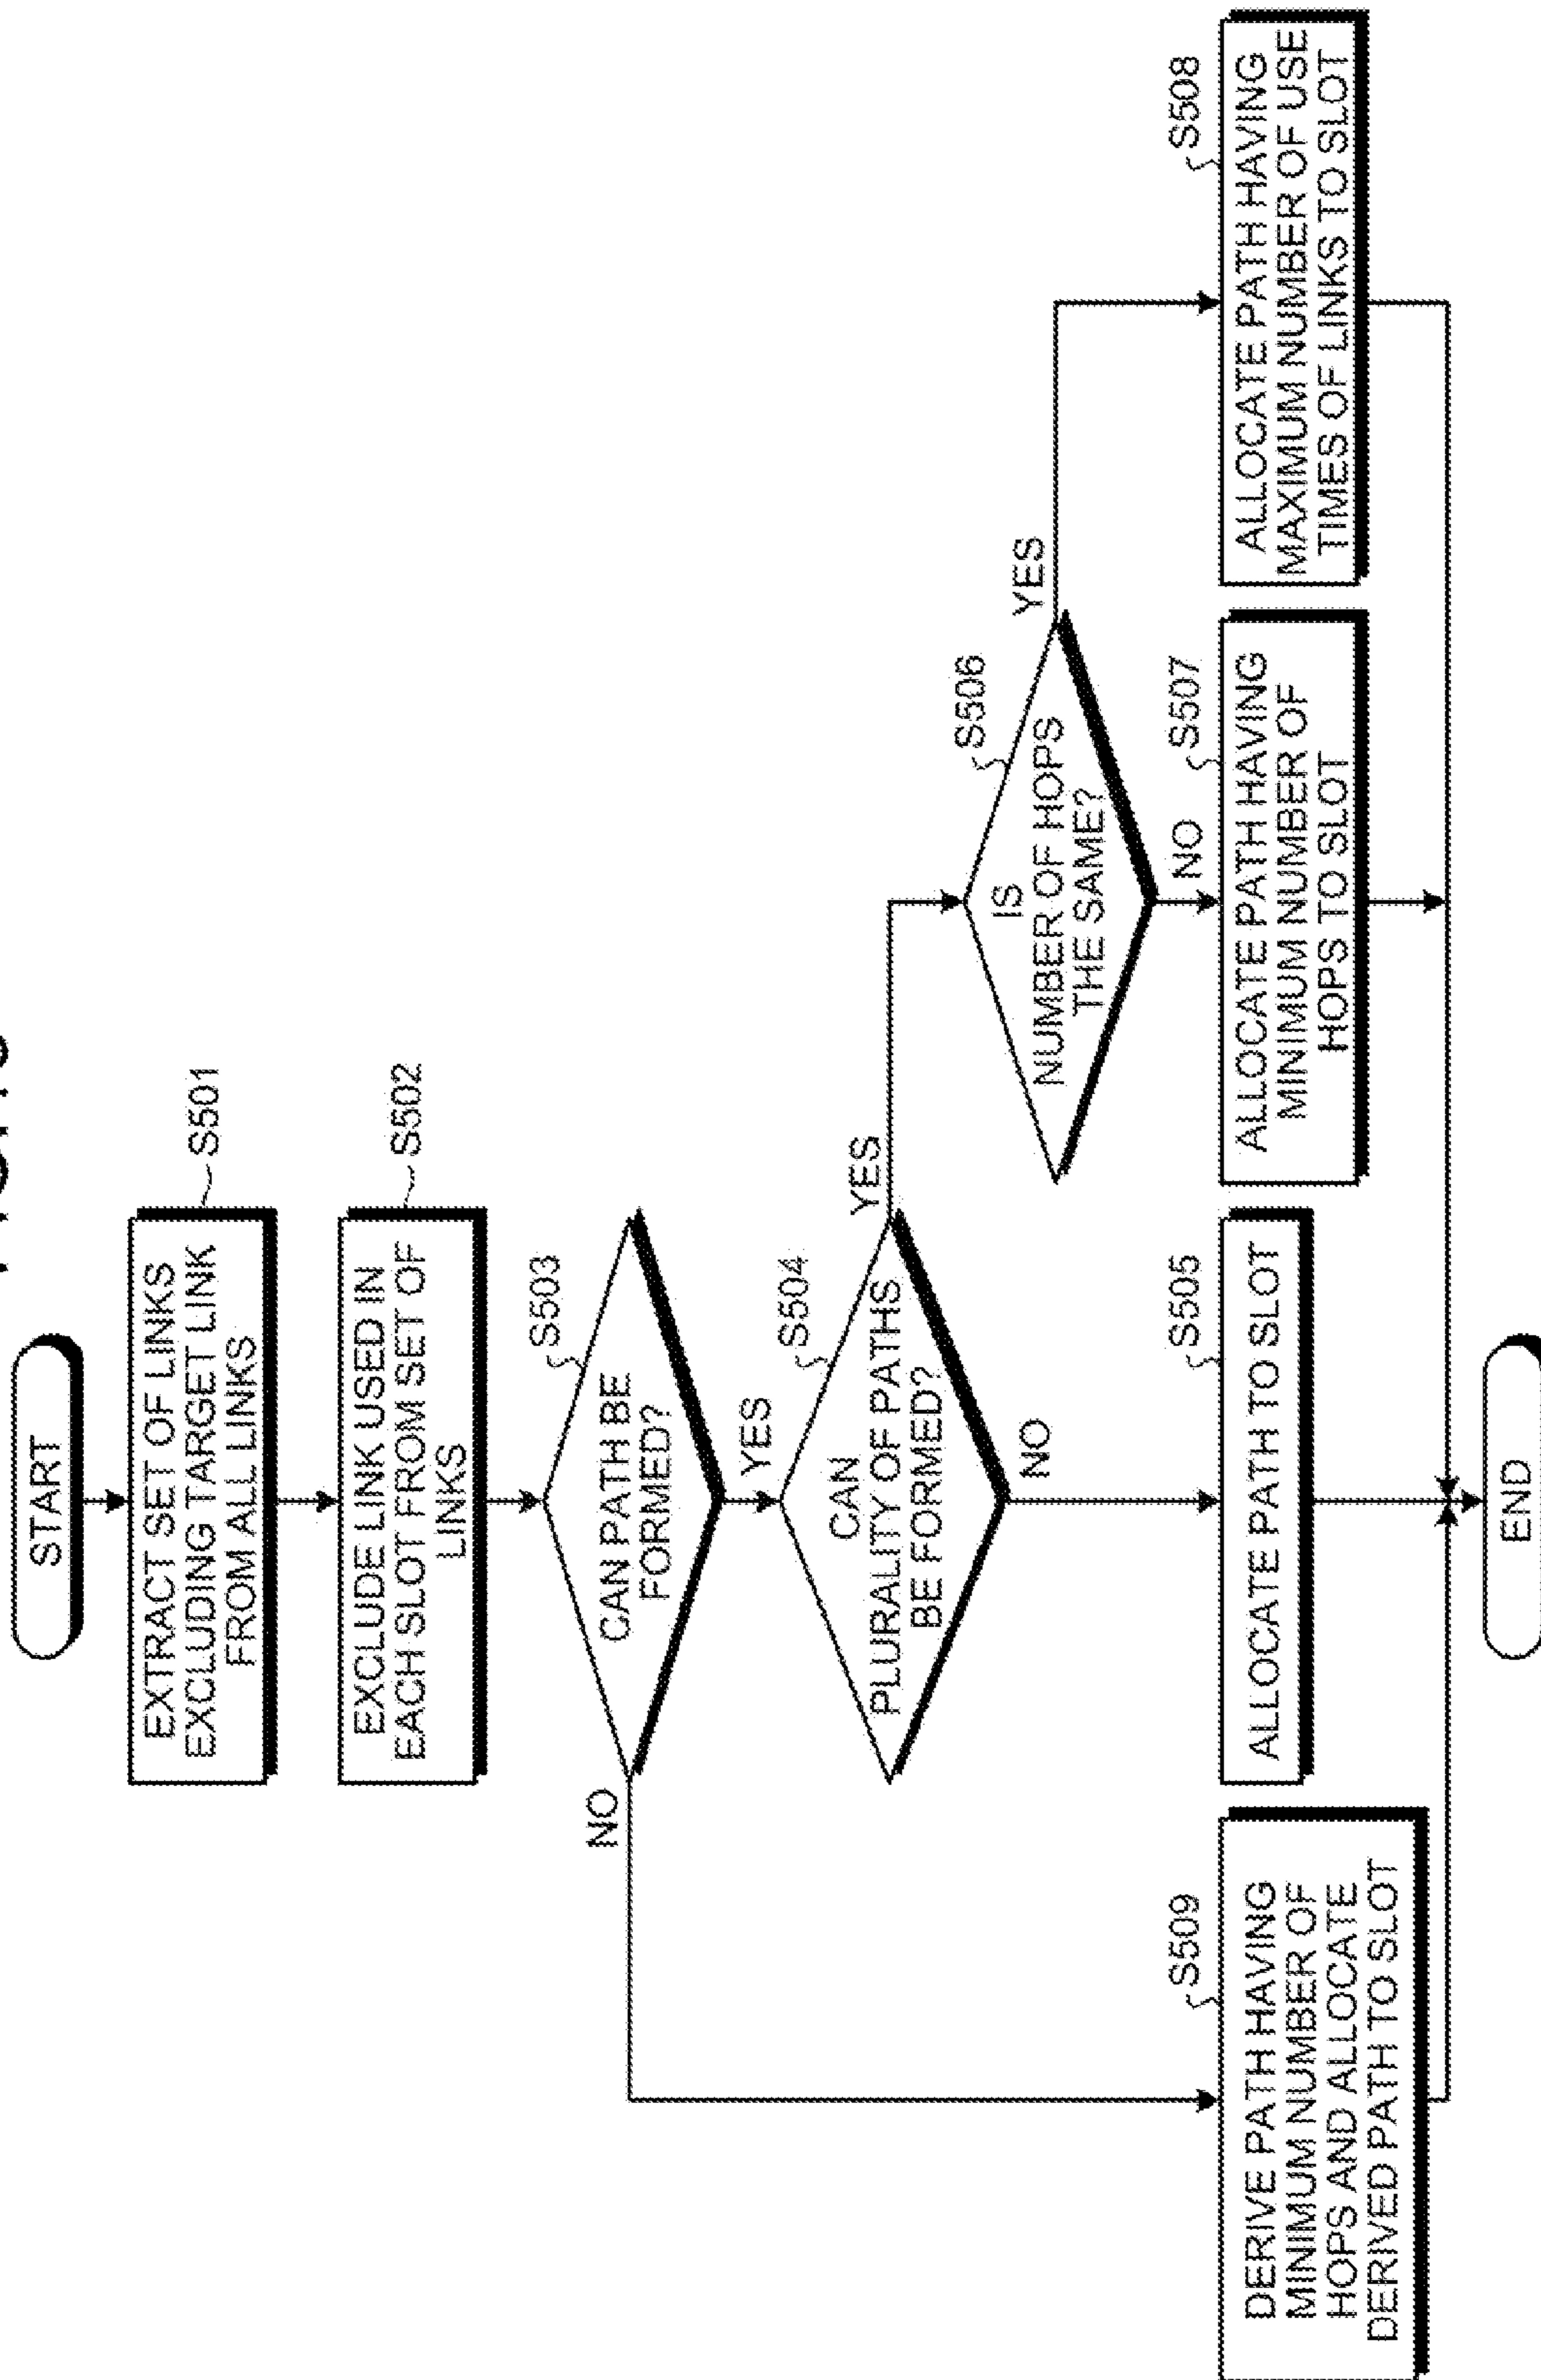 START
EXTRACT SET OF LINKS
EXCLUDING TARGET LINK
FROM ALL LINKS
S501
EXCLUDE LINK USED IN
EACH SLOT FROM SET OF
LINKS
S502
S503
CAN PATH BE
FORMED?
NO
YES
S504
CAN
PLURALITY OF PATHS
BE FORMED?
YES
NO
S506
IS
NUMBER OF HOPS
THE SAME?
YES
NO
S509
DERIVE PATH HAVING
MINIMUM NUMBER OF
HOPS AND ALLOCATE
DERIVED PATH TO SLOT
S505
ALLOCATE PATH TO SLOT
S507
ALLOCATE PATH HAVING
MINIMUM NUMBER OF
HOPS TO SLOT
S508
ALLOCATE PATH HAVING
MAXIMUM NUMBER OF USE
TIMES OF LINKS TO SLOT
END